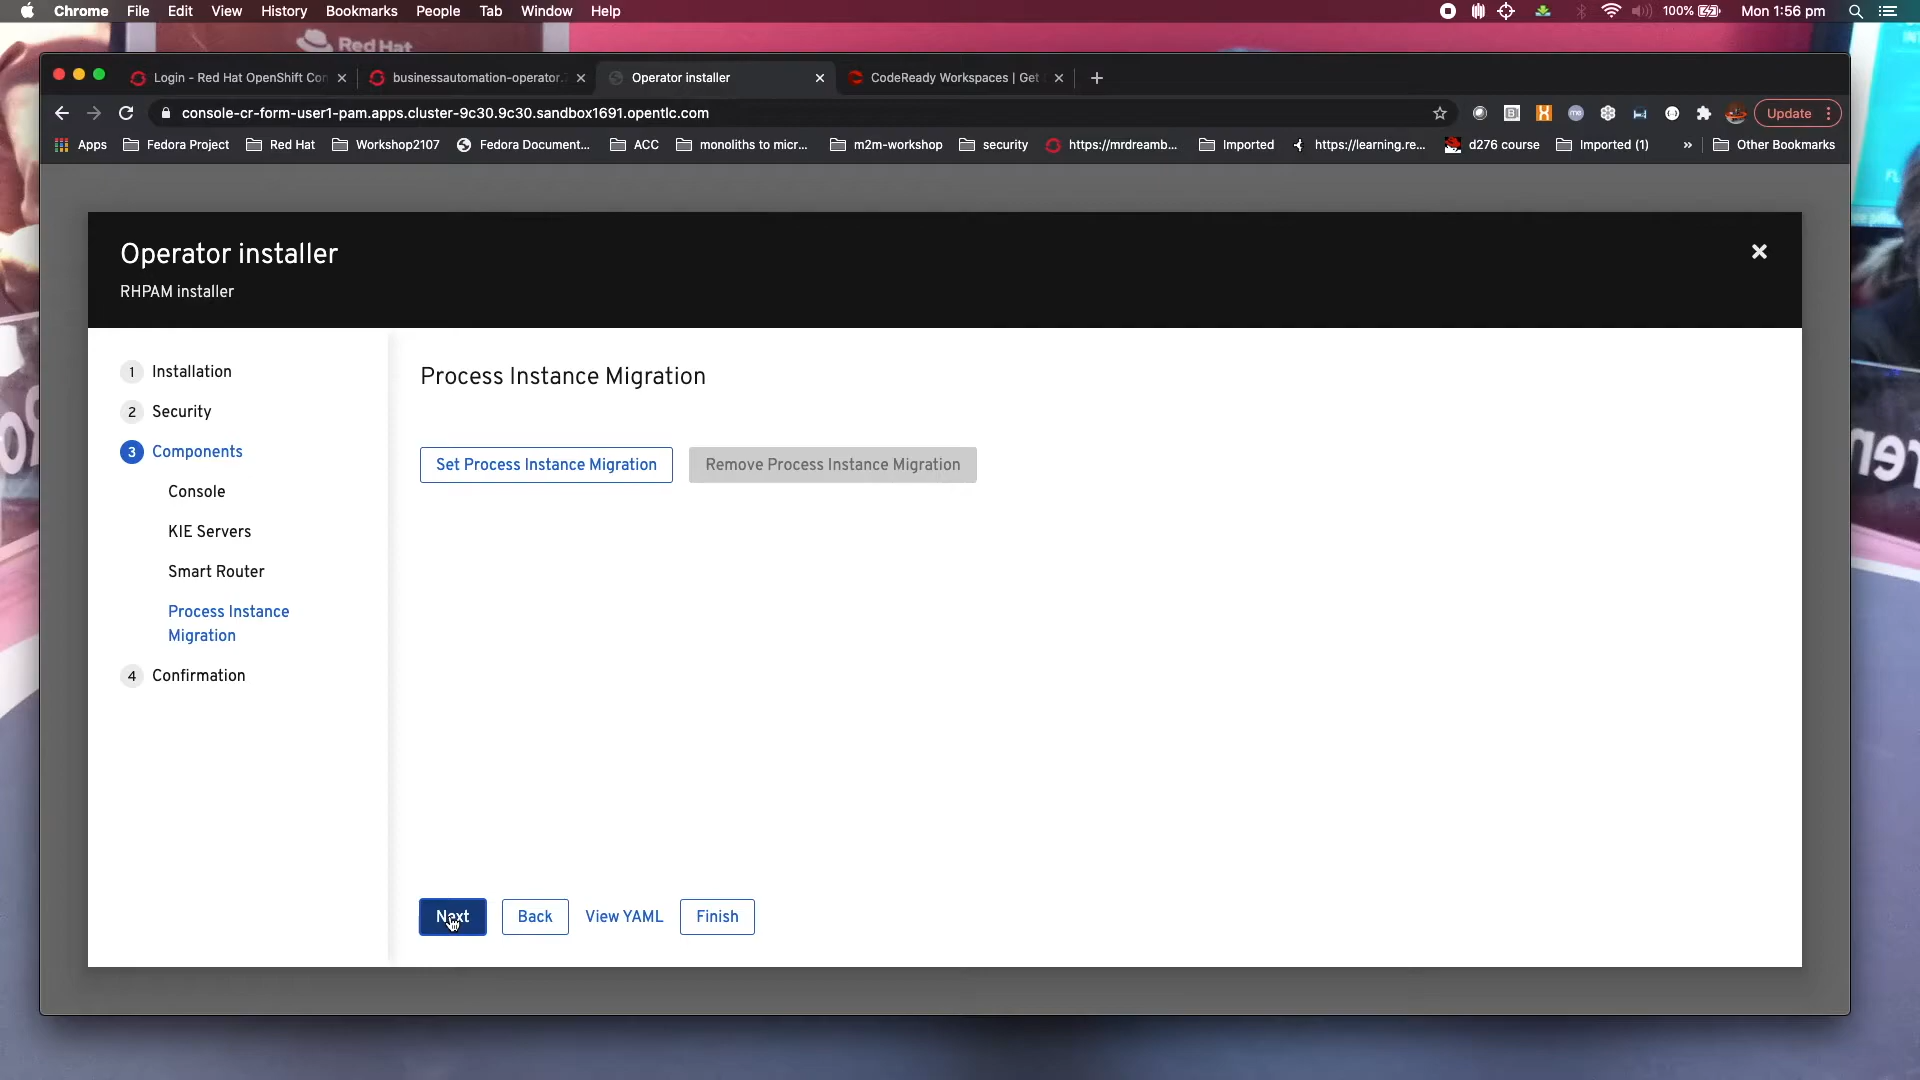 Chrome File Edit View History Bookmarks People Tab Window Help
100% Mon 1:56 pm
Red Hat
Login - Red Hat OpenShift Con
businessautomation-operator.
Operator installer
CodeReady Workspaces | Get
console-cr-form-user1-pam.apps.cluster-9c30.9c30.sandbox1691.opentlc.com
Update
Apps Fedora Project Red Hat Workshop2107 Fedora Document... ACC monoliths to micr... m2m-workshop security https://mrdreamb... Imported https://learning.re... d276 course Imported (1) » Other Bookmarks
Operator installer
RHPAM installer
1 Installation
2 Security
3 Components
Console
KIE Servers
Smart Router
Process Instance
Migration
4 Confirmation
Process Instance Migration
Set Process Instance Migration
Remove Process Instance Migration
Next
Back
View YAML
Finish